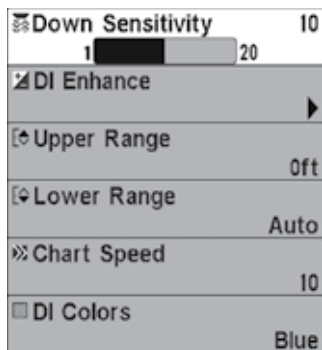 Down Sensitivity 10
1 20
DI Enhance
Upper Range
0ft
Lower Range
Auto
Chart Speed
10
DI Colors
Blue